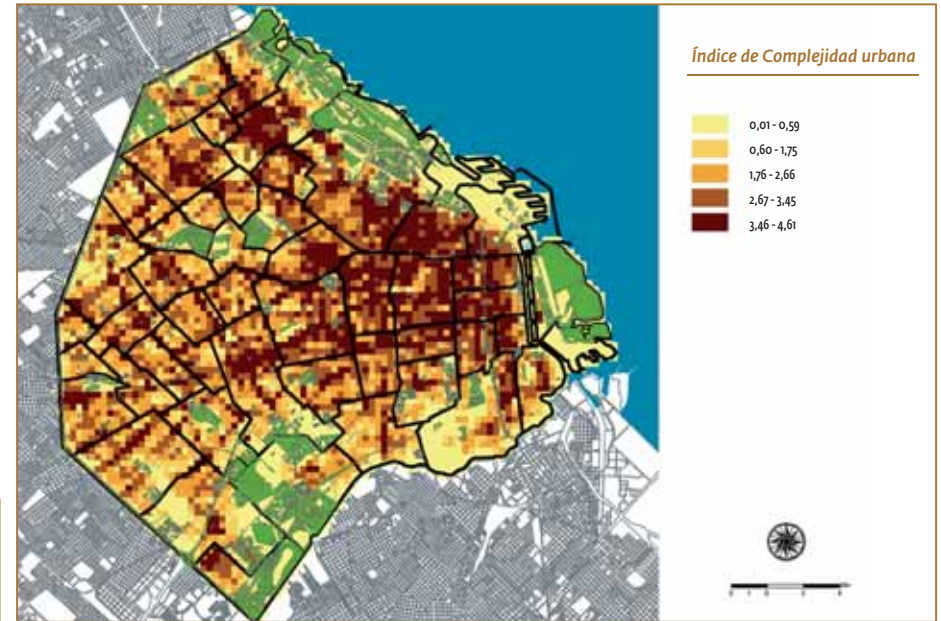 Índice de Complejidad urbana
0,01 - 0,59
0,60 - 1,75
1,76 - 2,66
2,67 - 3,45
3,46 - 4,61